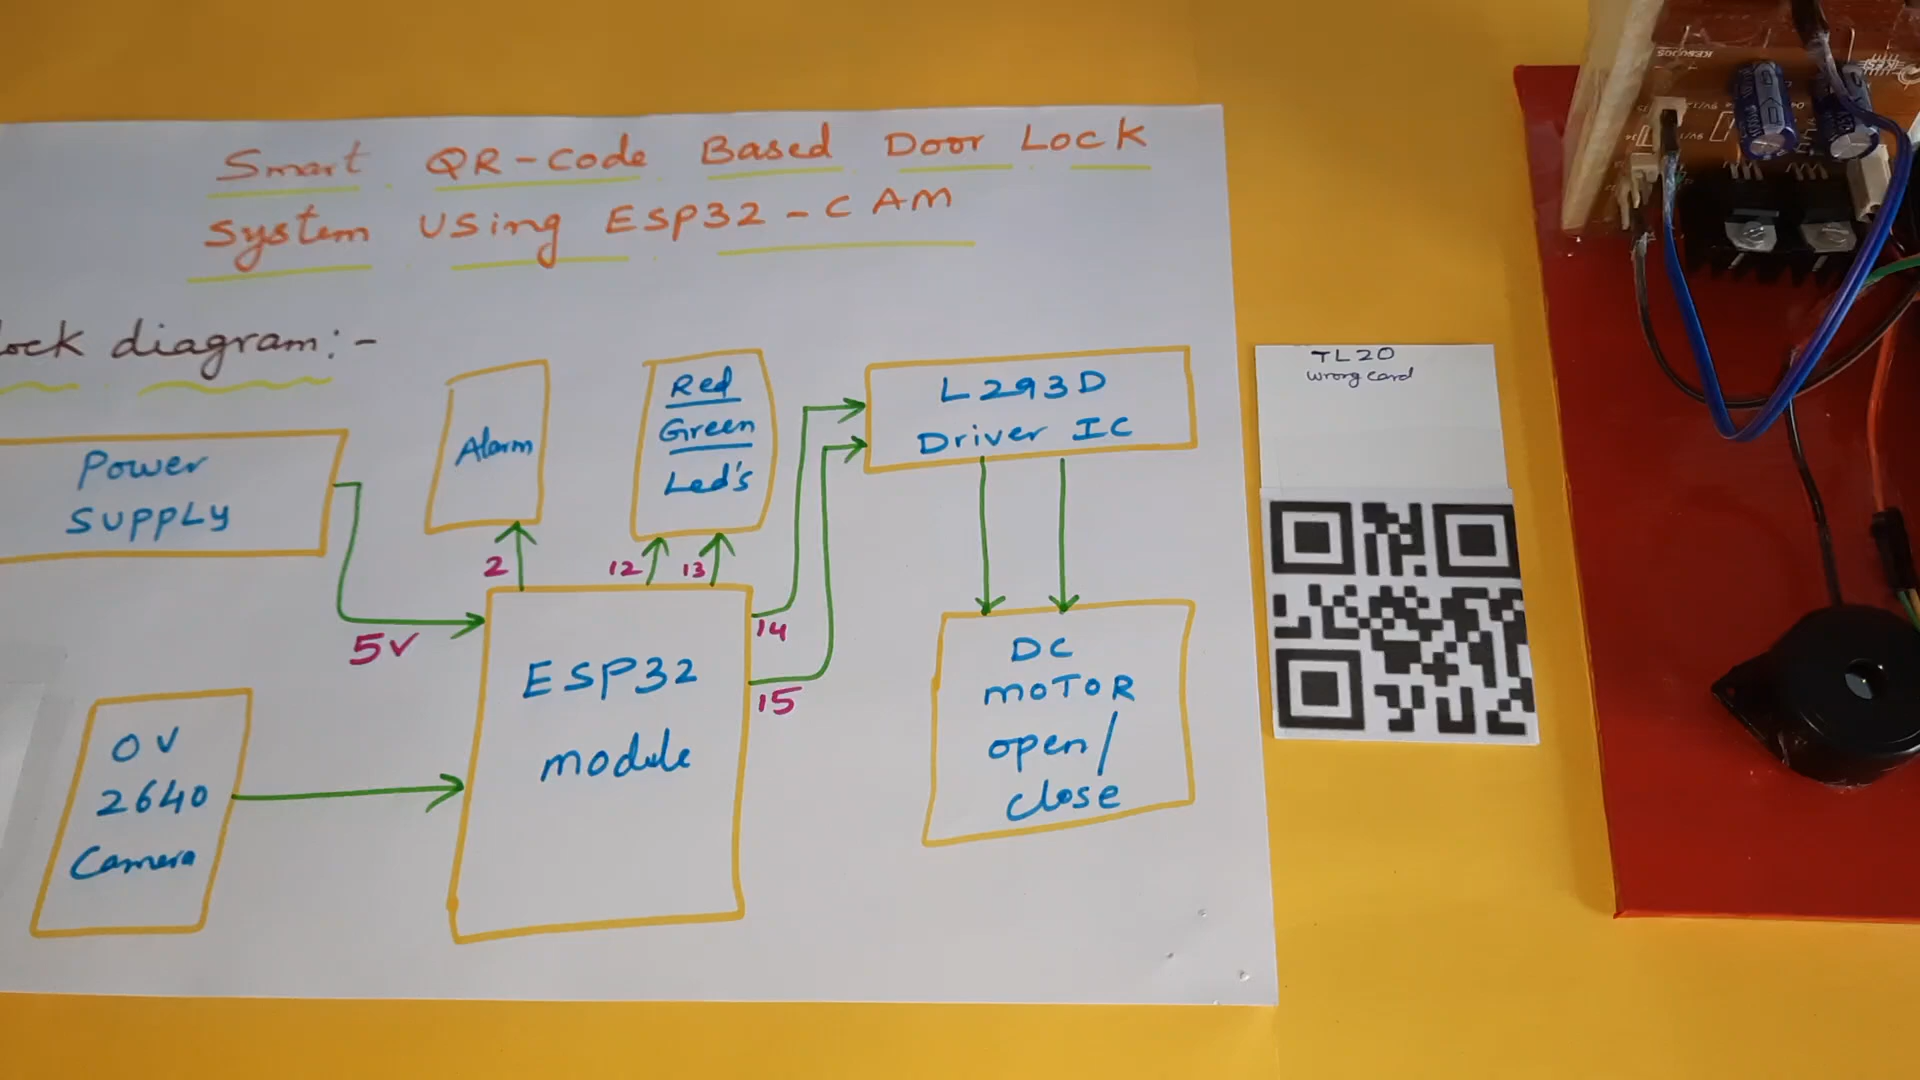 Smart QR-Code Based Door Lock
System Using ESP32-CAM
lock diagram:-
Power
Supply
5V
OV
2640
Camera
Alarm
2
Red
Green
Led's
12
13
ESP32
module
14
15
L293D
Driver IC
DC
MOTOR
open/
close
TL20
wrong card